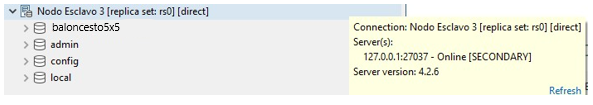 Nodo Esclavo 3 [replica set: rs0] [direct]
baloncesto5x5
admin
config
local
Connection: Nodo Esclavo 3 [replica set: rs0] [direct]
Server(s):
127.0.0.1:27037 - Online [SECONDARY]
Server version: 4.2.6
Refresh